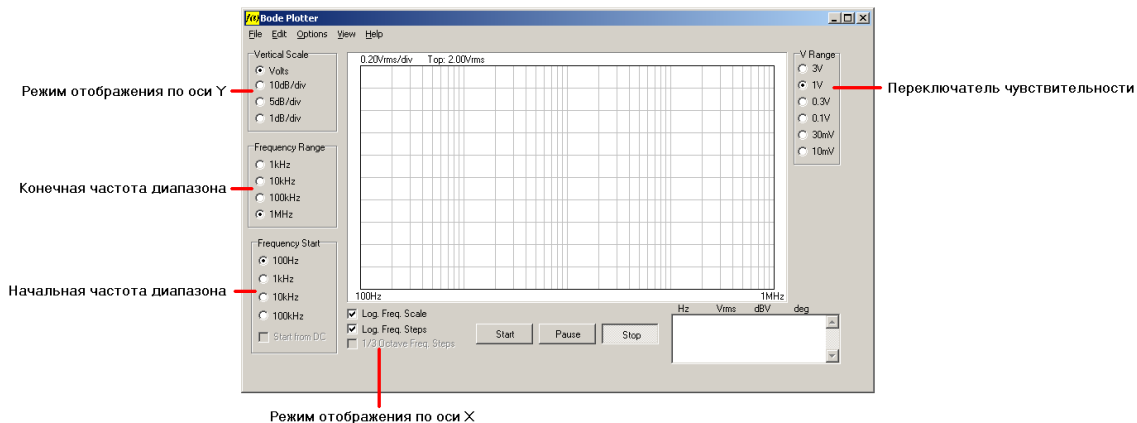 f(ω) Bode Plotter
File Edit Options View Help
Vertical Scale
Volts
10dB/div
5dB/div
1dB/div
Режим отображения по оси Y
Frequency Range
1kHz
10kHz
100kHz
1MHz
Конечная частота диапазона
Frequency Start
100Hz
1kHz
10kHz
100kHz
Start from DC
Начальная частота диапазона
0.20Vrms/div Top: 2.00Vrms
100Hz 1MHz
V Range
3V
1V
0.3V
0.1V
30mV
10mV
Переключатель чувствительности
Log. Freq. Scale
Log. Freq. Steps
1/3 Octave Freq. Steps
Start Pause Stop
Hz Vrms dBV deg
Режим отображения по оси X